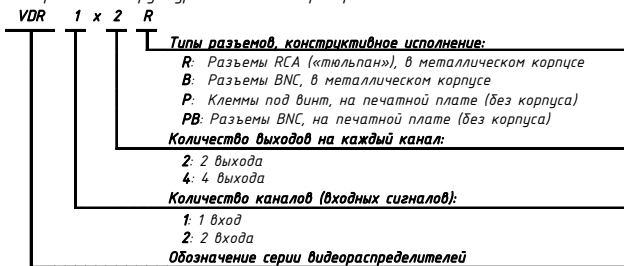 VDR 1 x 2 R
Типы разъемов, конструктивное исполнение:
R: Разъемы RCA («тюльпан»), в металлическом корпусе
B: Разъемы BNC, в металлическом корпусе
P: Клеммы под винт, на печатной плате (без корпуса)
PB: Разъемы BNC, на печатной плате (без корпуса)
Количество выходов на каждый канал:
2: 2 выхода
4: 4 выхода
Количество каналов (входных сигналов):
1: 1 вход
2: 2 входа
Обозначение серии видеораспределителей